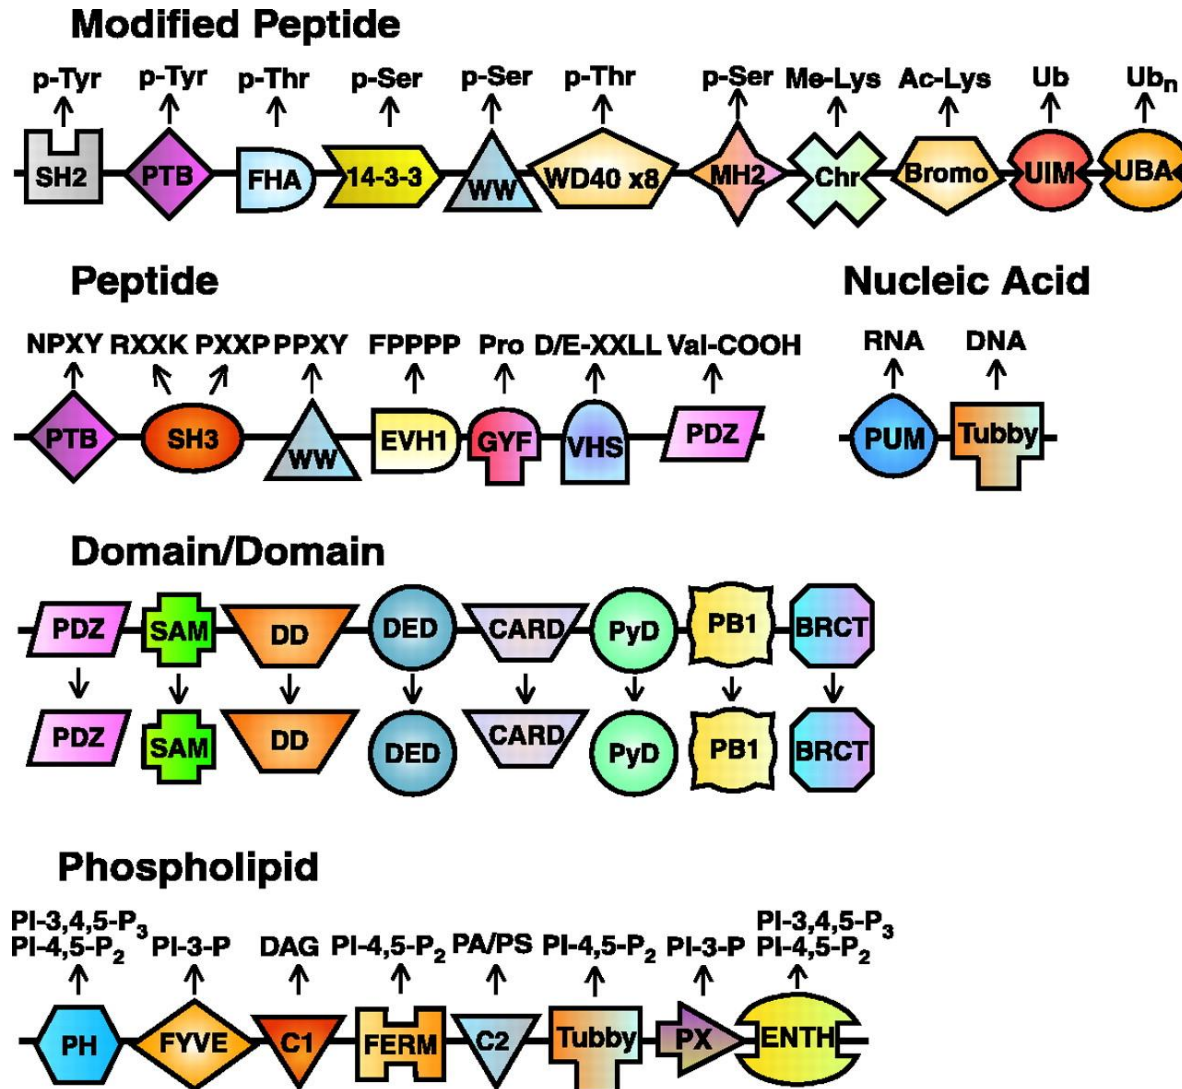 Modified Peptide
p-Tyr p-Tyr p-Thr p-Ser p-Ser p-Thr p-Ser Me-Lys Ac-Lys Ub Ubn
SH2 PTB FHA 14-3-3 WW WD40 x8 MH2 Chr Bromo UIM UBA
Peptide Nucleic Acid
NPXY RXXK PXXP PPXY FPPPP Pro D/E-XXLL Val-COOH RNA DNA
PTB SH3 WW EVH1 GYF VHS PDZ PUM Tubby
Domain/Domain
PDZ SAM DD DED CARD PyD PB1 BRCT
PDZ SAM DD DED CARD PyD PB1 BRCT
Phospholipid
PI-3,4,5-P3 PI-3,4,5-P3
PI-4,5-P2 PI-3-P DAG PI-4,5-P2 PA/PS PI-4,5-P2 PI-3-P PI-4,5-P2
PH FYVE C1 FERM C2 Tubby PX ENTH